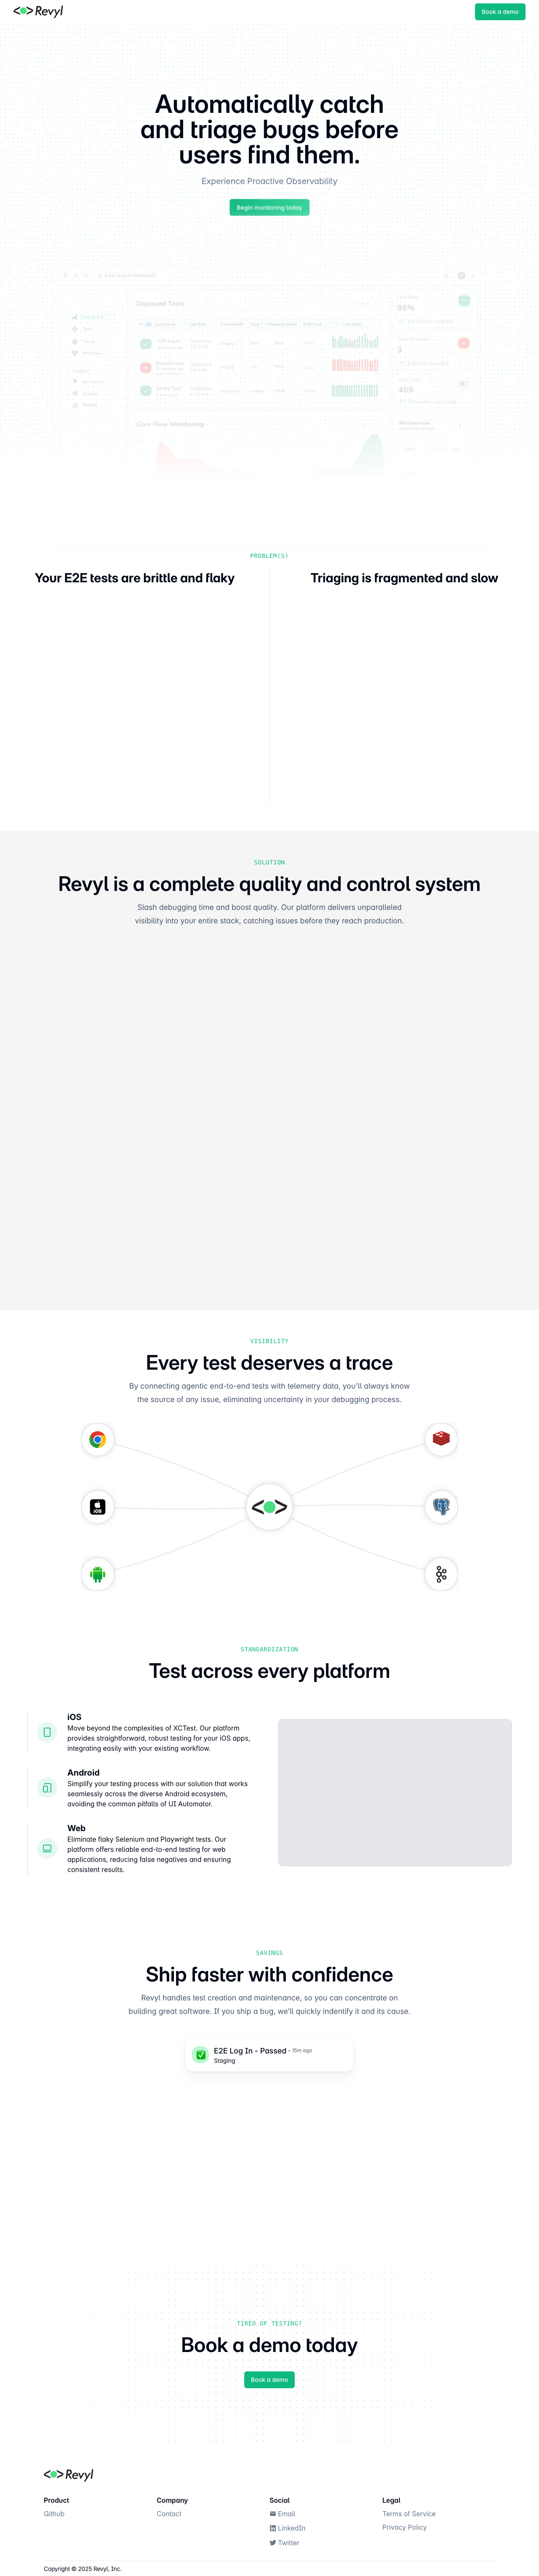 Revyl
Book a demo
Automatically catch
and triage bugs before
users find them.
Experience Proactive Observability
Begin monitoring today
Deployed Tests
98%
3
409
Core Flow Monitoring
PROBLEM(S)
Your E2E tests are brittle and flaky
Triaging is fragmented and slow
SOLUTION
Revyl is a complete quality and control system
Slash debugging time and boost quality. Our platform delivers unparalleled
visibility into your entire stack, catching issues before they reach production.
VISIBILITY
Every test deserves a trace
By connecting agentic end-to-end tests with telemetry data, you'll always know
the source of any issue, eliminating uncertainty in your debugging process.
iOS
STANDARDIZATION
Test across every platform
iOS
Move beyond the complexities of XCTest. Our platform
provides straightforward, robust testing for your iOS apps,
integrating easily with your existing workflow.
Android
Simplify your testing process with our solution that works
seamlessly across the diverse Android ecosystem,
avoiding the common pitfalls of UI Automator.
Web
Eliminate flaky Selenium and Playwright tests. Our
platform offers reliable end-to-end testing for web
applications, reducing false negatives and ensuring
consistent results.
SAVINGS
Ship faster with confidence
Revyl handles test creation and maintenance, so you can concentrate on
building great software. If you ship a bug, we'll quickly indentify it and its cause.
E2E Log In - Passed • 15m ago
Staging
TIRED OF TESTING?
Book a demo today
Book a demo
Revyl
Product
Github
Company
Contact
Social
Email
LinkedIn
Twitter
Legal
Terms of Service
Privacy Policy
Copyright © 2025 Revyl, Inc.